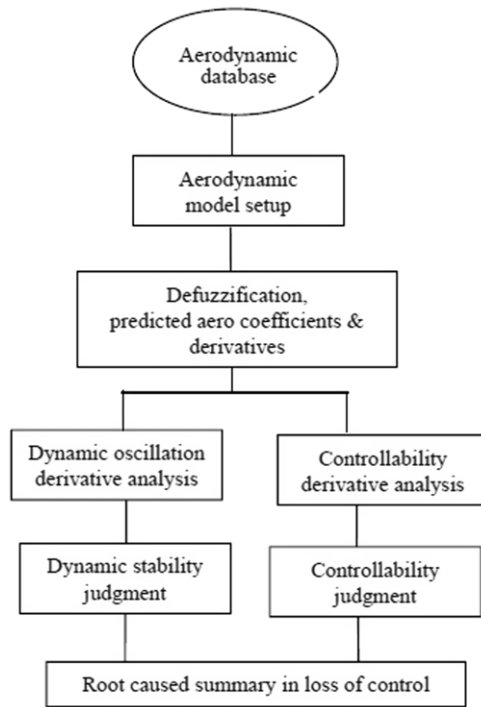 Aerodynamic
database
Aerodynamic
model setup
Defuzzification,
predicted aero coefficients &
derivatives
Dynamic oscillation
derivative analysis
Controllability
derivative analysis
Dynamic stability
judgment
Controllability
judgment
Root caused summary in loss of control